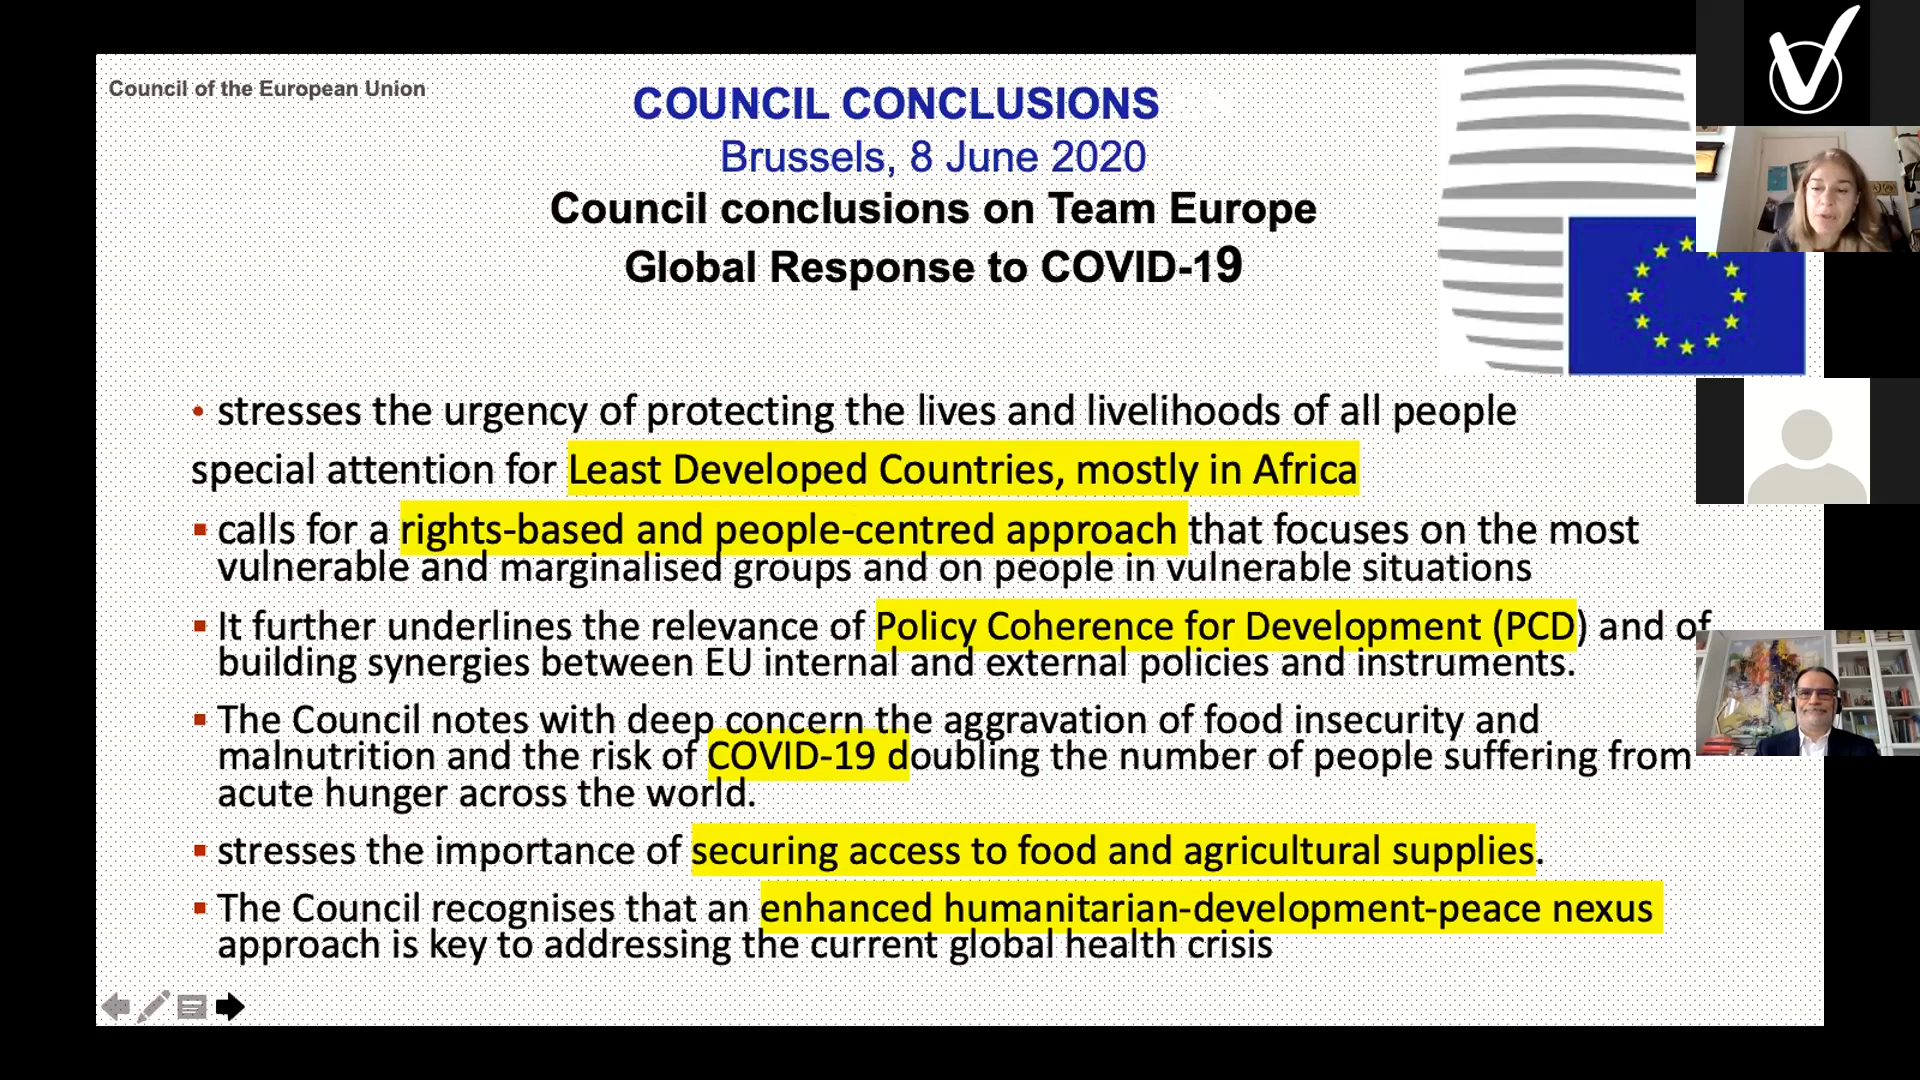 Council of the European Union
COUNCIL CONCLUSIONS
Brussels, 8 June 2020
Council conclusions on Team Europe
Global Response to COVID-19
• stresses the urgency of protecting the lives and livelihoods of all people
special attention for Least Developed Countries, mostly in Africa
▪ calls for a rights-based and people-centred approach that focuses on the most
vulnerable and marginalised groups and on people in vulnerable situations
▪ It further underlines the relevance of Policy Coherence for Development (PCD) and of
building synergies between EU internal and external policies and instruments.
▪ The Council notes with deep concern the aggravation of food insecurity and
malnutrition and the risk of COVID-19 doubling the number of people suffering from
acute hunger across the world.
▪ stresses the importance of securing access to food and agricultural supplies.
▪ The Council recognises that an enhanced humanitarian-development-peace nexus
approach is key to addressing the current global health crisis